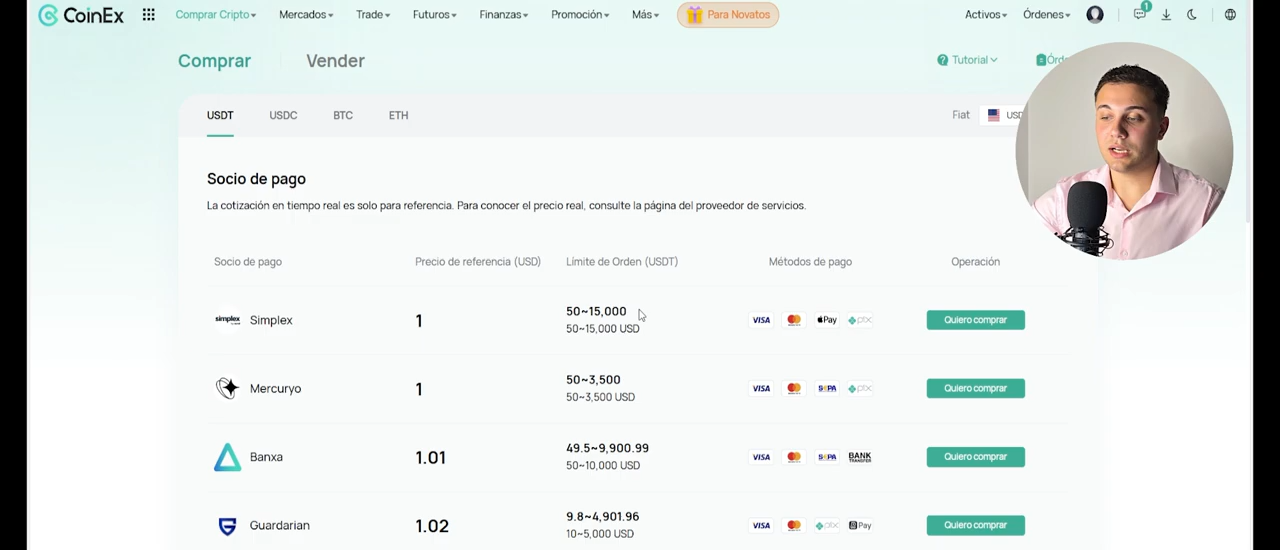 CoinEx Comprar Cripto Mercados Trade Futuros Finanzas Promoción Más Para Novatos Activos Órdenes 1
Comprar Vender Tutorial
USDT USDC BTC ETH Fiat
Socio de pago
La cotización en tiempo real es solo para referencia. Para conocer el precio real, consulte la página del proveedor de servicios.
Socio de pago Precio de referencia (USD) Límite de Orden (USDT) Métodos de pago Operación
simplex Simplex 1 50~15,000 VISA Pay ptx Quiero comprar
50~15,000 USD
Mercuryo 1 50~3,500 VISA SEPA Quiero comprar
50~3,500 USD
Banxa 1.01 49.5~9,900.99 VISA SEPA BANK TRANSFER Quiero comprar
50~10,000 USD
Guardarian 1.02 9.8~4,901.96 VISA Pay Quiero comprar
10~5,000 USD